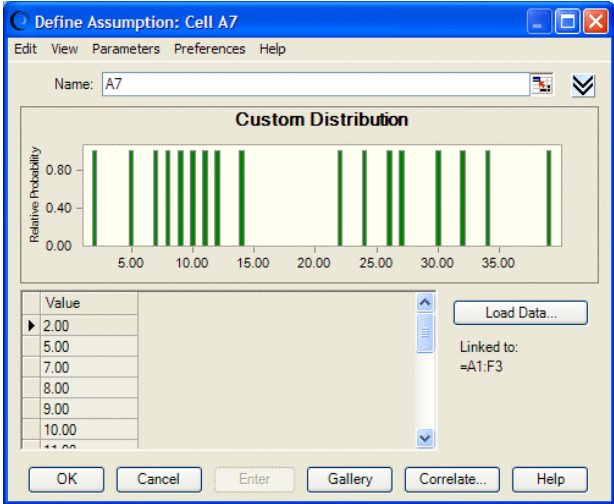 Define Assumption: Cell A7
Edit View Parameters Preferences Help
Name: A7
Custom Distribution
Relative Probability
0.80
0.40
0.00
5.00 10.00 15.00 20.00 25.00 30.00 35.00
Value
2.00
5.00
7.00
8.00
9.00
10.00
11.00
Load Data...
Linked to:
=A1:F3
OK Cancel Enter Gallery Correlate... Help